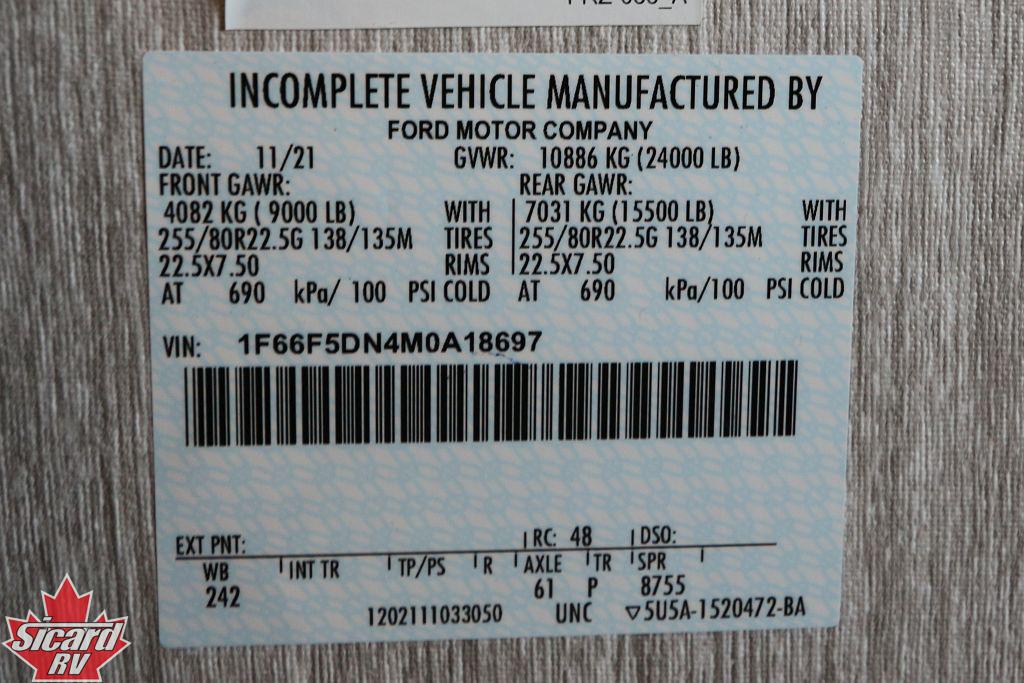 INCOMPLETE VEHICLE MANUFACTURED BY
FORD MOTOR COMPANY
DATE: 11/21 GVWR: 10886 KG (24000 LB)
FRONT GAWR: REAR GAWR:
4082 KG ( 9000 LB) WITH 7031 KG (15500 LB) WITH
255/80R22.5G 138/135M TIRES 255/80R22.5G 138/135M TIRES
22.5X7.50 RIMS 22.5X7.50 RIMS
AT 690 kPa/ 100 PSI COLD AT 690 kPa/100 PSI COLD
VIN: 1F66F5DN4M0A18697
EXT PNT: RC: 48 DSO:
WB INT TR TP/PS R AXLE TR SPR
242 61 P 8755
1202111033050 UNC ▽5U5A-1520472-BA
Sicard
RV